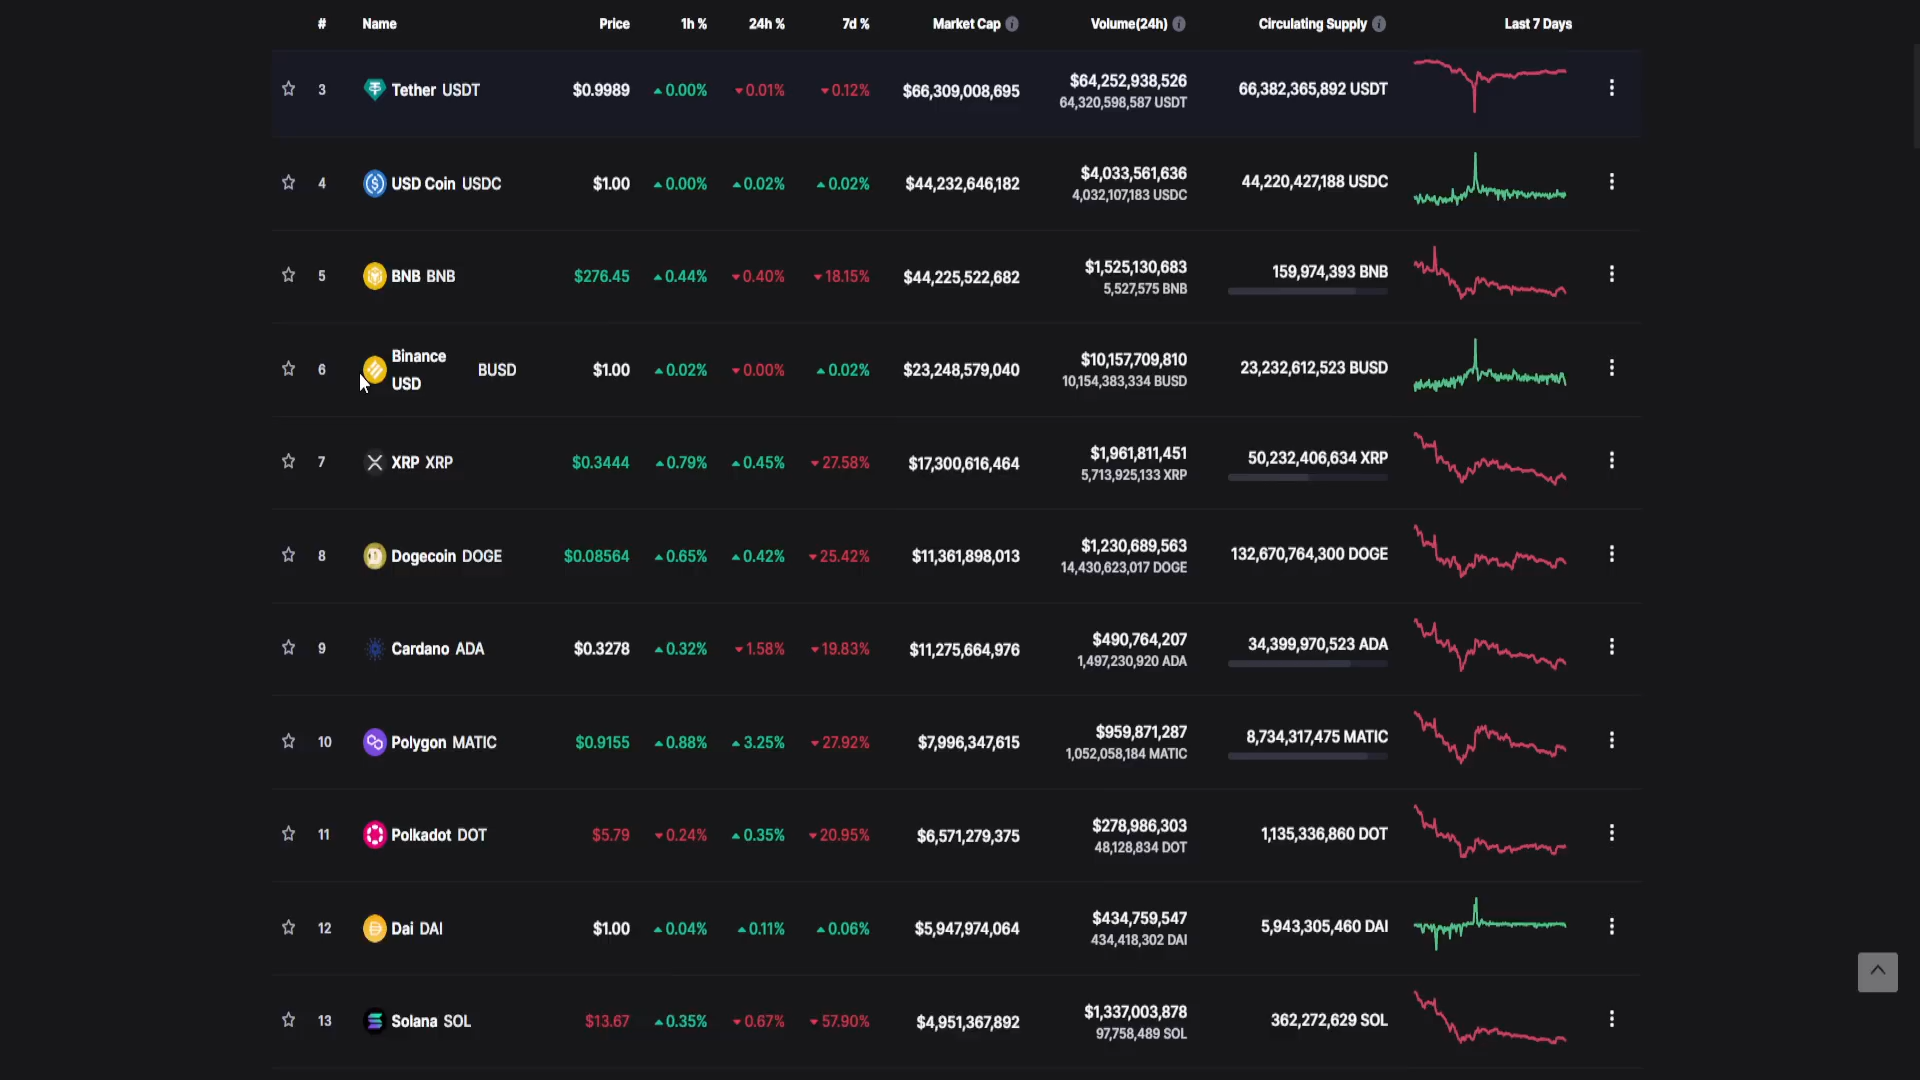 # Name Price 1h % 24h % 7d % Market Cap Volume(24h) Circulating Supply Last 7 Days
3 Tether USDT $0.9989 0.00% 0.01% 0.12% $66,309,008,695 $64,252,938,526 66,382,365,892 USDT
64,320,598,587 USDT
4 USD Coin USDC $1.00 0.00% 0.02% 0.02% $44,232,646,182 $4,033,561,636 44,220,427,188 USDC
4,032,107,183 USDC
5 BNB BNB $276.45 0.44% 0.40% 18.15% $44,225,522,682 $1,525,130,683 159,974,393 BNB
5,527,575 BNB
6 Binance USD BUSD $1.00 0.02% 0.00% 0.02% $23,248,579,040 $10,157,709,810 23,232,612,523 BUSD
10,154,383,334 BUSD
7 XRP XRP $0.3444 0.79% 0.45% 27.58% $17,300,616,464 $1,961,811,451 50,232,406,634 XRP
5,713,925,133 XRP
8 Dogecoin DOGE $0.08564 0.65% 0.42% 25.42% $11,361,898,013 $1,230,689,563 132,670,764,300 DOGE
14,430,623,017 DOGE
9 Cardano ADA $0.3278 0.32% 1.58% 19.83% $11,275,664,976 $490,764,207 34,399,970,523 ADA
1,497,230,920 ADA
10 Polygon MATIC $0.9155 0.88% 3.25% 27.92% $7,996,347,615 $959,871,287 8,734,317,475 MATIC
1,052,058,184 MATIC
11 Polkadot DOT $5.79 0.24% 0.35% 20.95% $6,571,279,375 $278,986,303 1,135,336,860 DOT
48,128,834 DOT
12 Dai DAI $1.00 0.04% 0.11% 0.06% $5,947,974,064 $434,759,547 5,943,305,460 DAI
434,418,302 DAI
13 Solana SOL $13.67 0.35% 0.67% 57.90% $4,951,367,892 $1,337,003,878 362,272,629 SOL
97,758,489 SOL